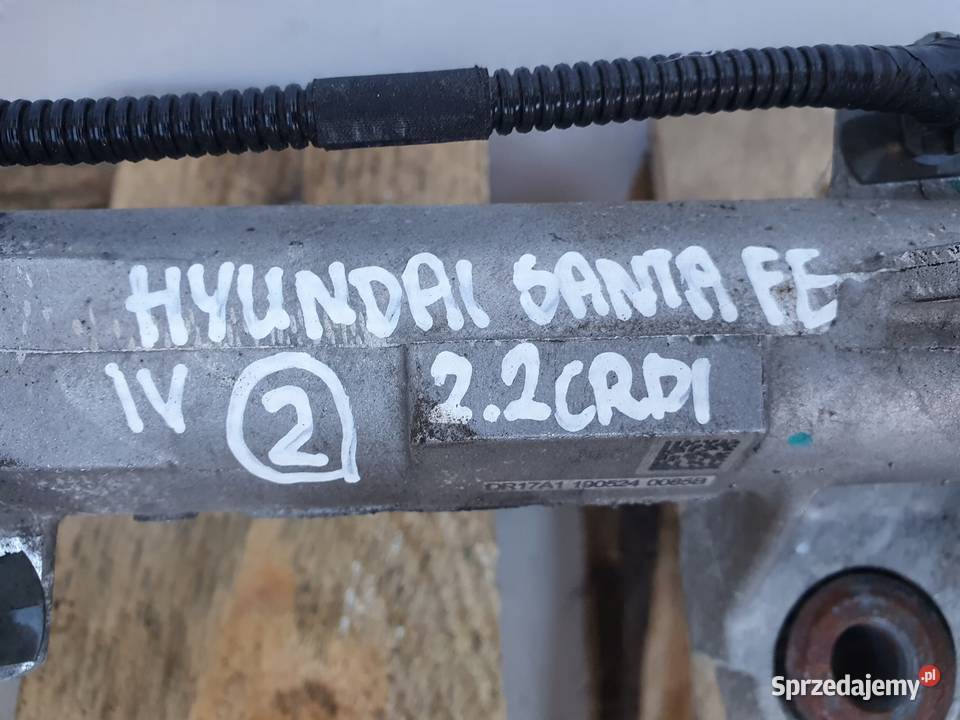 HYUNDAI SANTA FE
IV 2 2.2CRDI
DR17A1 190524 00858
Sprzedajemy.pl